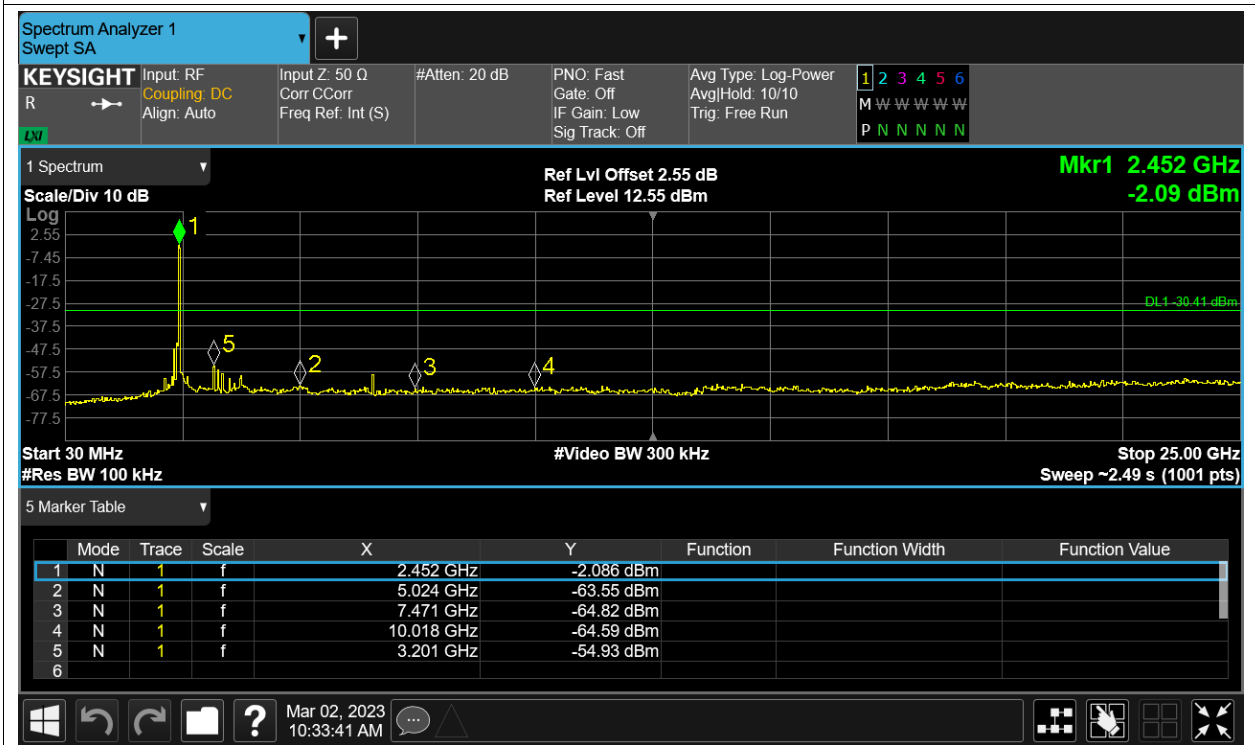 Spectrum Analyzer 1
Swept SA
KEYSIGHT
R
LXI
Input: RF
Coupling: DC
Align: Auto
Input Z: 50 Ω
Corr CCorr
Freq Ref: Int (S)
#Atten: 20 dB
PNO: Fast
Gate: Off
IF Gain: Low
Sig Track: Off
Avg Type: Log-Power
Avg|Hold: 10/10
Trig: Free Run
1 2 3 4 5 6
M W W W W W
P N N N N N
1 Spectrum
Scale/Div 10 dB
Ref Lvl Offset 2.55 dB
Ref Level 12.55 dBm
Mkr1 2.452 GHz
-2.09 dBm
Log
2.55
-7.45
-17.5
-27.5
-37.5
-47.5
-57.5
-67.5
-77.5
1
5
2
3
4
DL1 -30.41 dBm
Start 30 MHz
#Res BW 100 kHz
#Video BW 300 kHz
Stop 25.00 GHz
Sweep ~2.49 s (1001 pts)
5 Marker Table
Mode Trace Scale X Y Function Function Width Function Value
1 N 1 f 2.452 GHz -2.086 dBm
2 N 1 f 5.024 GHz -63.55 dBm
3 N 1 f 7.471 GHz -64.82 dBm
4 N 1 f 10.018 GHz -64.59 dBm
5 N 1 f 3.201 GHz -54.93 dBm
6
?
Mar 02, 2023
10:33:41 AM